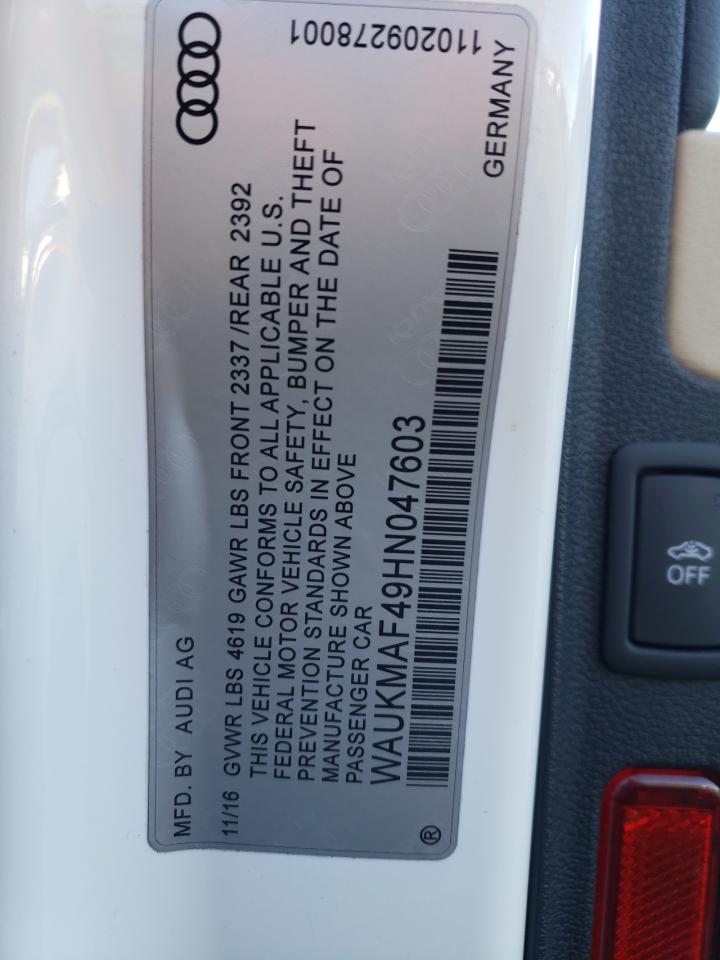 MFD. BY AUDI AG
11/16 GVWR LBS 4619 GAWR LBS FRONT 2337 /REAR 2392
THIS VEHICLE CONFORMS TO ALL APPLICABLE U.S.
FEDERAL MOTOR VEHICLE SAFETY, BUMPER AND THEFT
PREVENTION STANDARDS IN EFFECT ON THE DATE OF
MANUFACTURE SHOWN ABOVE
PASSENGER CAR
WAUKMAF49HN047603
®
GERMANY
110209278001
OFF